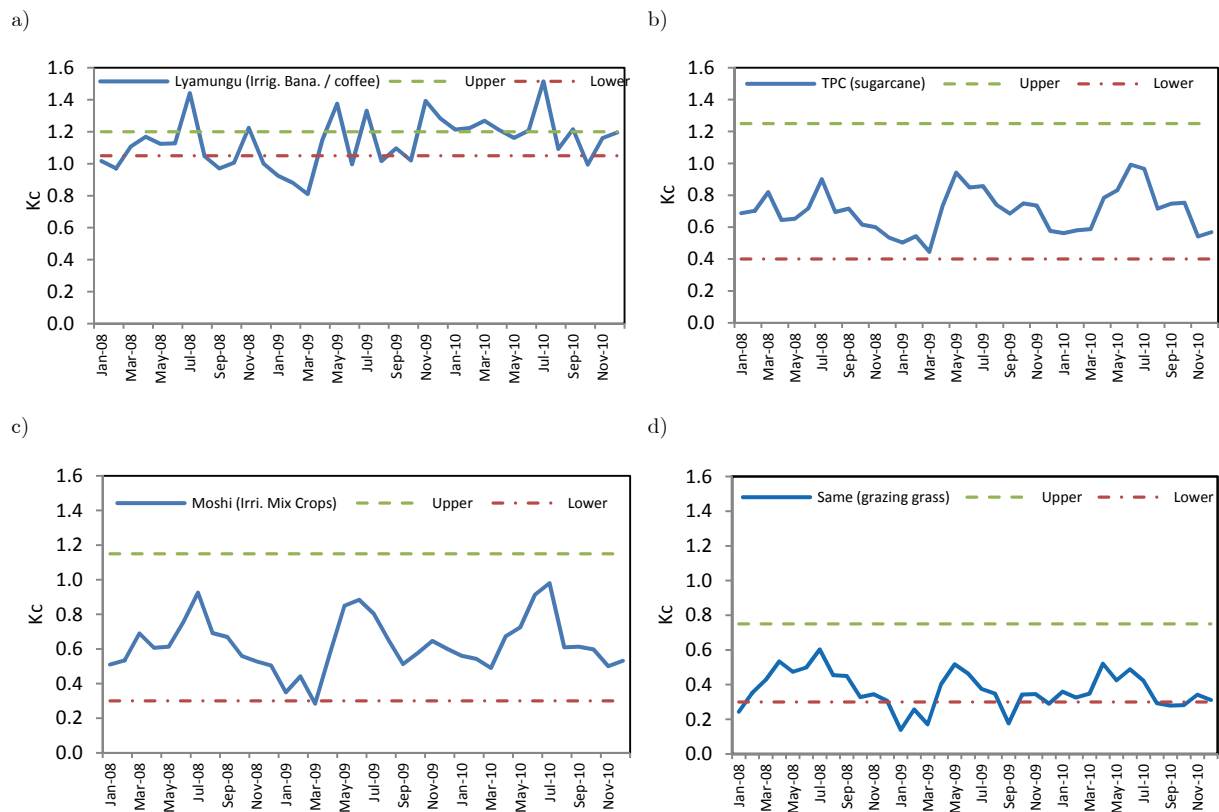 a)
Lyamungu (Irrig. Bana. / coffee) Upper Lower
Kc
1.6
1.4
1.2
1.0
0.8
0.6
0.4
0.2
0.0
Jan-08 Mar-08 May-08 Jul-08 Sep-08 Nov-08 Jan-09 Mar-09 May-09 Jul-09 Sep-09 Nov-09 Jan-10 Mar-10 May-10 Jul-10 Sep-10 Nov-10
b)
TPC (sugarcane) Upper Lower
Kc
1.6
1.4
1.2
1.0
0.8
0.6
0.4
0.2
0.0
Jan-08 Mar-08 May-08 Jul-08 Sep-08 Nov-08 Jan-09 Mar-09 May-09 Jul-09 Sep-09 Nov-09 Jan-10 Mar-10 May-10 Jul-10 Sep-10 Nov-10
c)
Moshi (Irri. Mix Crops) Upper Lower
Kc
1.6
1.4
1.2
1.0
0.8
0.6
0.4
0.2
0.0
Jan-08 Mar-08 May-08 Jul-08 Sep-08 Nov-08 Jan-09 Mar-09 May-09 Jul-09 Sep-09 Nov-09 Jan-10 Mar-10 May-10 Jul-10 Sep-10 Nov-10
d)
Same (grazing grass) Upper Lower
Kc
1.6
1.4
1.2
1.0
0.8
0.6
0.4
0.2
0.0
Jan-08 Mar-08 May-08 Jul-08 Sep-08 Nov-08 Jan-09 Mar-09 May-09 Jul-09 Sep-09 Nov-09 Jan-10 Mar-10 May-10 Jul-10 Sep-10 Nov-10